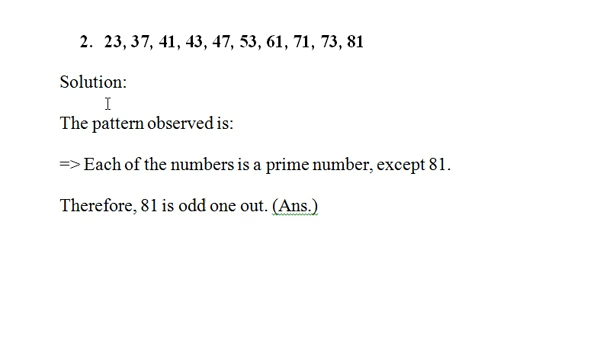 2. 23, 37, 41, 43, 47, 53, 61, 71, 73, 81
Solution:
The pattern observed is:
=> Each of the numbers is a prime number, except 81.
Therefore, 81 is odd one out. (Ans.)